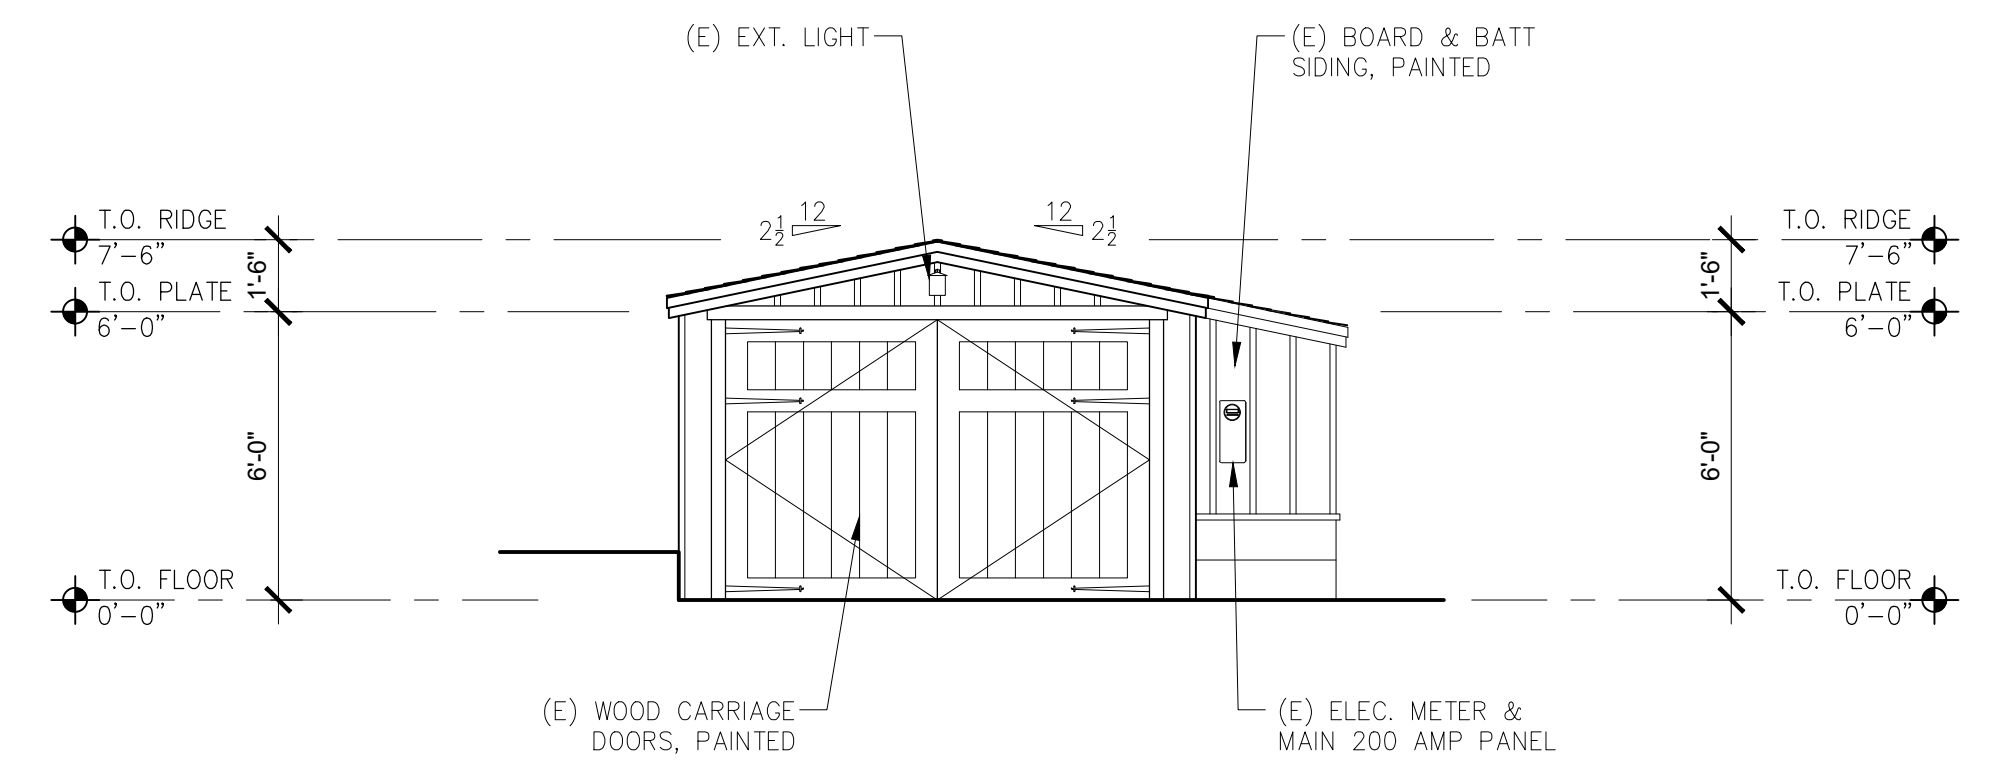 (E) EXT. LIGHT
(E) BOARD & BATT
SIDING, PAINTED
T.O. RIDGE
7'-6"
1'-6"
T.O. PLATE
6'-0"
6'-0"
T.O. FLOOR
0'-0"
12
2½
12
2½
T.O. RIDGE
7'-6"
1'-6"
T.O. PLATE
6'-0"
6'-0"
T.O. FLOOR
0'-0"
(E) WOOD CARRIAGE
DOORS, PAINTED
(E) ELEC. METER &
MAIN 200 AMP PANEL